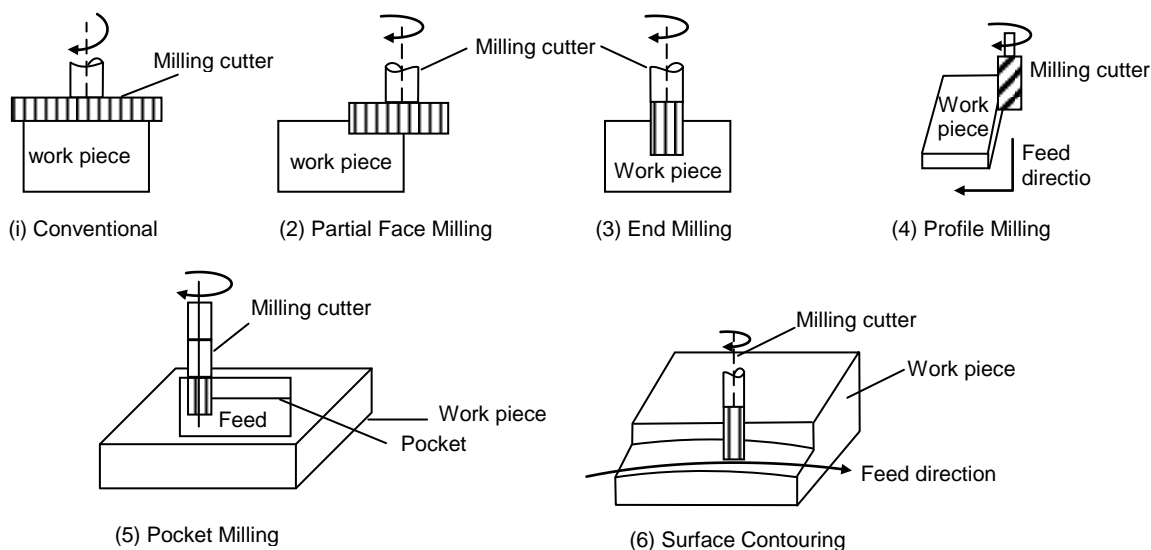 Milling cutter
work piece
(i) Conventional
Milling cutter
work piece
(2) Partial Face Milling
Work piece
(3) End Milling
Milling cutter
Work
piece
Feed
directio
(4) Profile Milling
Milling cutter
Feed
Work piece
Pocket
(5) Pocket Milling
Milling cutter
Work piece
Feed direction
(6) Surface Contouring